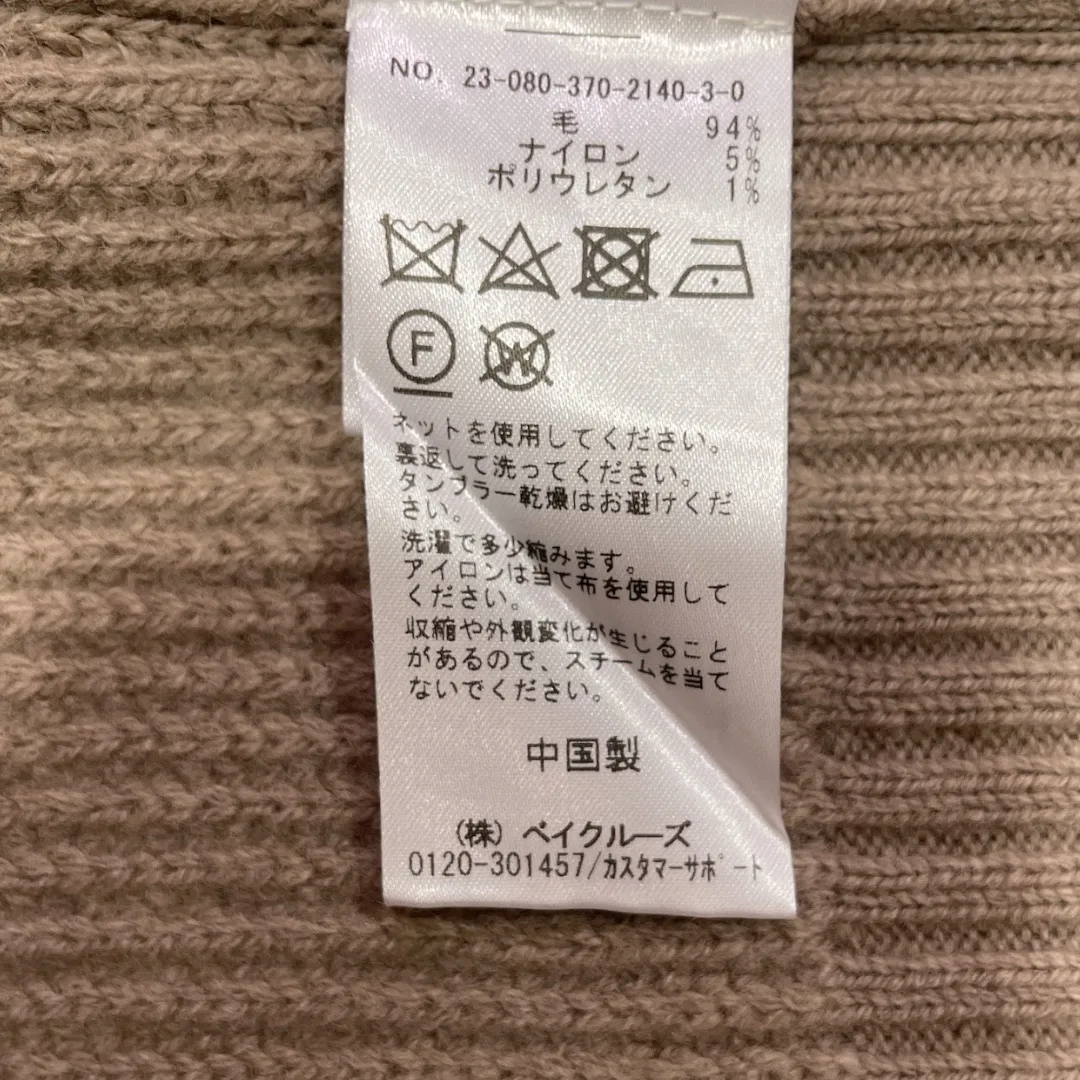 NO. 23-080-370-2140-3-0
毛 94%
ナイロン 5%
ポリウレタン 1%
F W
ネットを使用してください。
裏返して洗ってください。
タンブラー乾燥はお避けくだ
さい。
洗濯で多少縮みます。
アイロンは当て布を使用して
ください。
収縮や外観変化が生じること
があるので、スチームを当て
ないでください。
中国製
(株) ベイクルーズ
0120-301457/カスタマーサポート